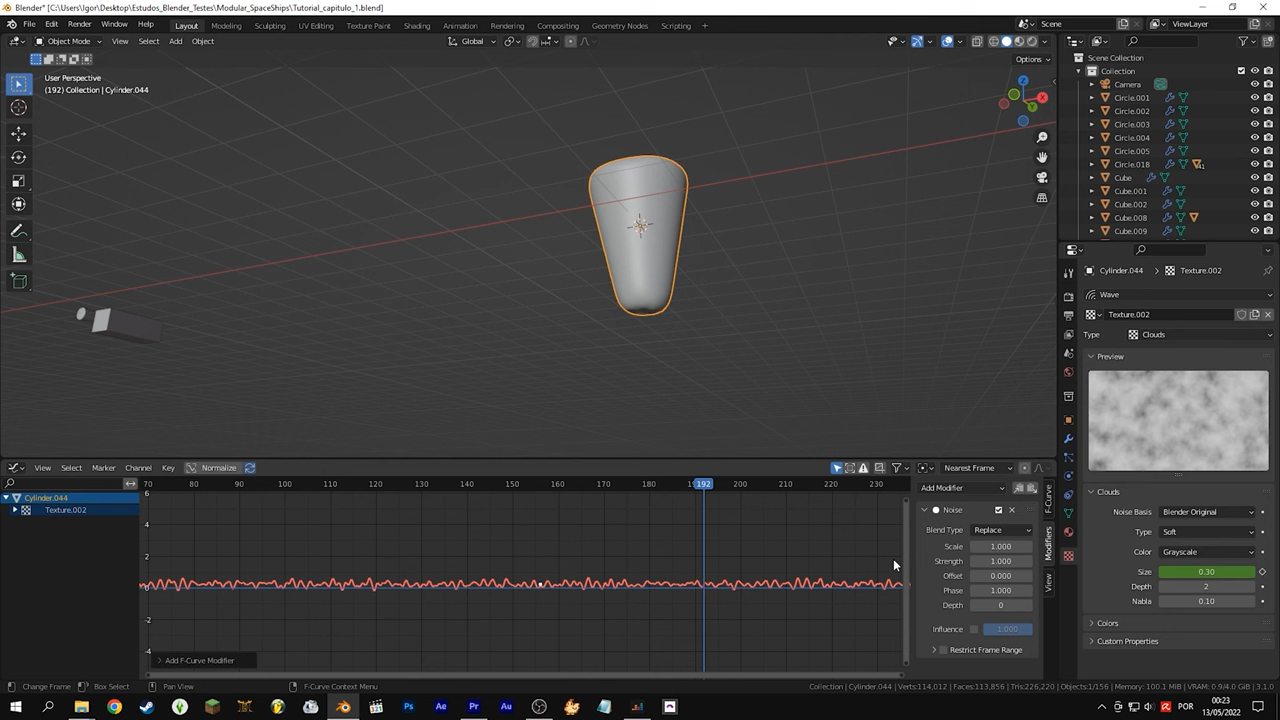 Blender* [C:\Users\Igor\Desktop\Estudos_Blender_Testes\Modular_SpaceShips\Tutorial_capitulo_1.blend]
File Edit Render Window Help Layout Modeling Sculpting UV Editing Texture Paint Shading Animation Rendering Compositing Geometry Nodes Scripting + Scene ViewLayer
Object Mode View Select Add Object Global
Options
User Perspective
(192) Collection | Cylinder.044
Z
X
Y
Scene Collection
Collection
Camera
Circle.001
Circle.002
Circle.003
Circle.004
Circle.005
Circle.018
Cube
Cube.001
Cube.002
Cube.008
Cube.009
Cylinder.044 > Texture.002
Wave
Texture.002
Type Clouds
Preview
Clouds
Noise Basis Blender Original
Type Soft
Color Grayscale
Size 0.30
Depth 2
Nabla 0.10
Colors
Custom Properties
View Select Marker Channel Key Normalize Nearest Frame
70 80 90 100 110 120 130 140 150 160 170 180 192 200 210 220 230
Cylinder.044
Texture.002
6
4
2
0
-2
-4
Add F-Curve Modifier
Add Modifier
Noise
Blend Type Replace
Scale 1.000
Strength 1.000
Offset 0.000
Phase 1.000
Depth 0
Influence 1.000
Restrict Frame Range
F-Curve
Modifiers
View
Change Frame Box Select Pan View F-Curve Context Menu Collection | Cylinder.044 | Verts:114,012 | Faces:113,856 | Tris:226,220 | Objects:1/156 | Memory: 100.1 MiB | VRAM: 0.9/4.0 GiB | 3.1.0
Ps Ae Pr Au
POR
00:23
13/05/2022